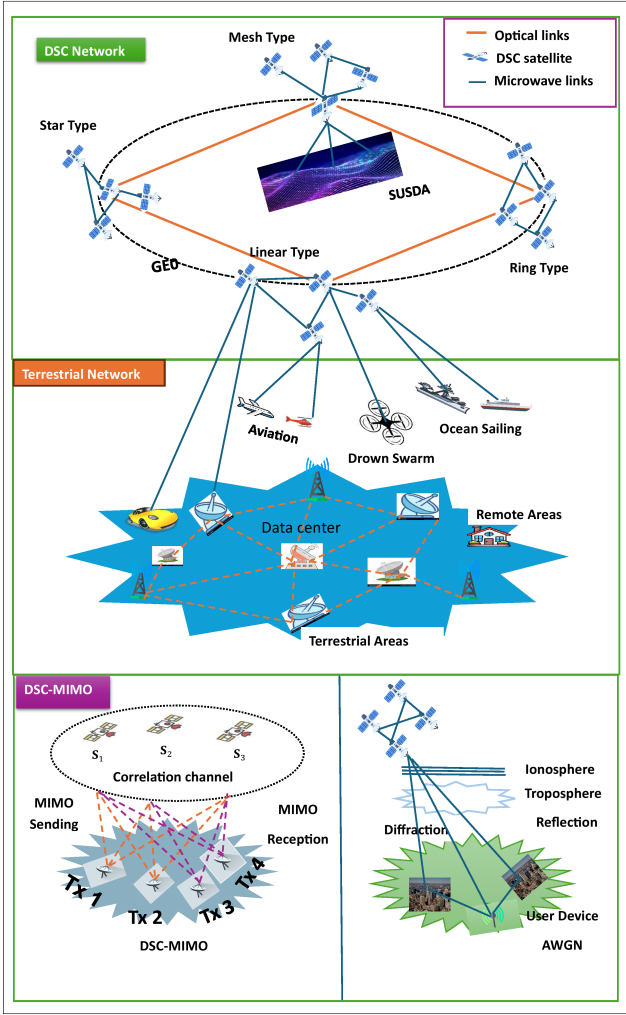 DSC Network
Mesh Type
Optical links
DSC satellite
Microwave links
Star Type
SUSDA
GE0
Linear Type
Ring Type
Terrestrial Network
Aviation
Ocean Sailing
Drown Swarm
Data center
Remote Areas
Terrestrial Areas
DSC-MIMO
S1
S2
S3
Correlation channel
MIMO
Sending
MIMO
Reception
Tx 1
Tx 2
Tx 3
Tx 4
DSC-MIMO
Ionosphere
Troposphere
Diffraction
Reflection
User Device
AWGN